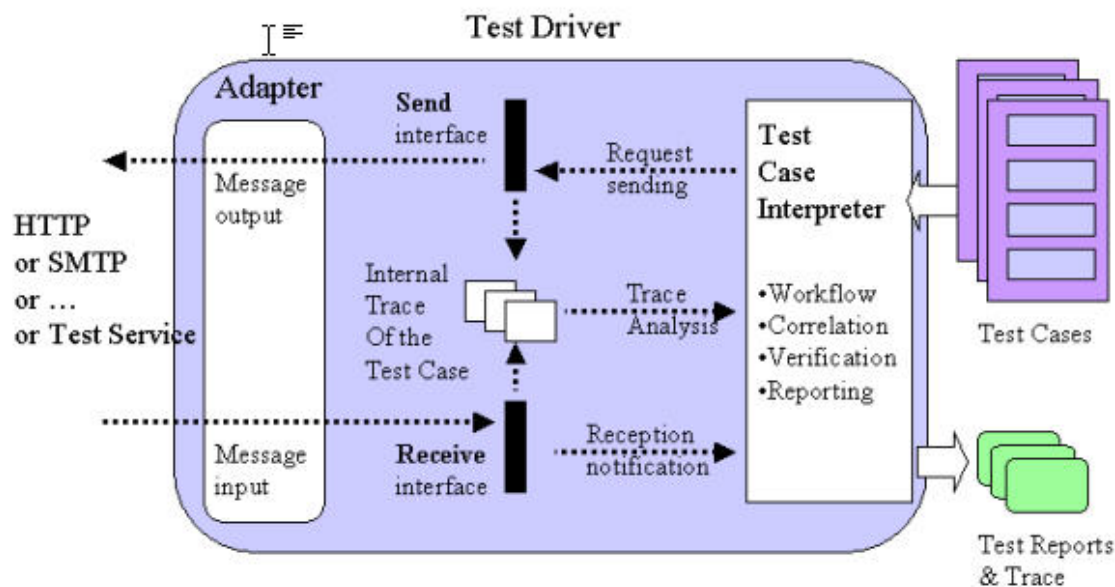 Test Driver
Adapter
Send
interface
Message
output
Request
sending
Test
Case
Interpreter
HTTP
or SMTP
or …
or Test Service
Internal
Trace
Of the
Test Case
Trace
Analysis
•Workflow
•Correlation
•Verification
•Reporting
Test Cases
Message
input
Receive
interface
Reception
notification
Test Reports
& Trace